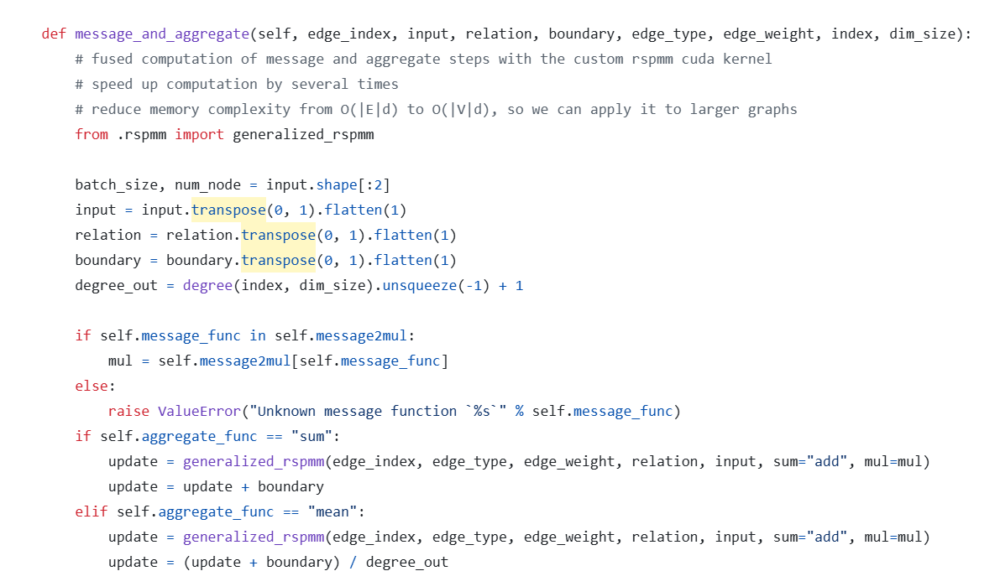 def message_and_aggregate(self, edge_index, input, relation, boundary, edge_type, edge_weight, index, dim_size):
    # fused computation of message and aggregate steps with the custom rspmm cuda kernel
    # speed up computation by several times
    # reduce memory complexity from O(|E|d) to O(|V|d), so we can apply it to larger graphs
    from .rspmm import generalized_rspmm

    batch_size, num_node = input.shape[:2]
    input = input.transpose(0, 1).flatten(1)
    relation = relation.transpose(0, 1).flatten(1)
    boundary = boundary.transpose(0, 1).flatten(1)
    degree_out = degree(index, dim_size).unsqueeze(-1) + 1

    if self.message_func in self.message2mul:
        mul = self.message2mul[self.message_func]
    else:
        raise ValueError("Unknown message function `%s`" % self.message_func)
    if self.aggregate_func == "sum":
        update = generalized_rspmm(edge_index, edge_type, edge_weight, relation, input, sum="add", mul=mul)
        update = update + boundary
    elif self.aggregate_func == "mean":
        update = generalized_rspmm(edge_index, edge_type, edge_weight, relation, input, sum="add", mul=mul)
        update = (update + boundary) / degree_out